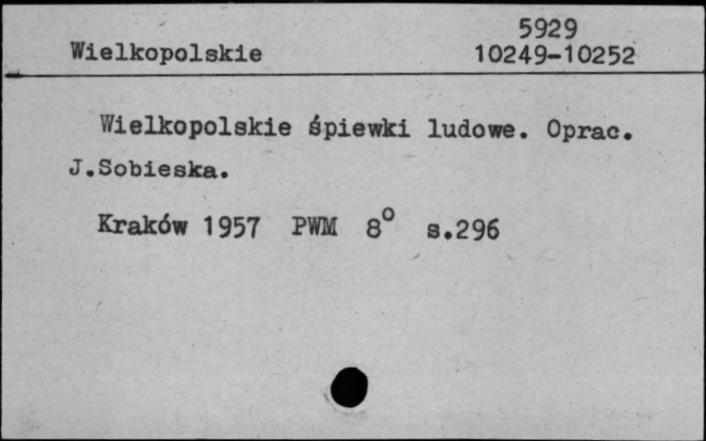 5929
Wielkopolskie 10249-10252
Wielkopolskie śpiewki ludowe. Oprac.
J.Sobieska.
Kraków 1957 PWM 8° s.296